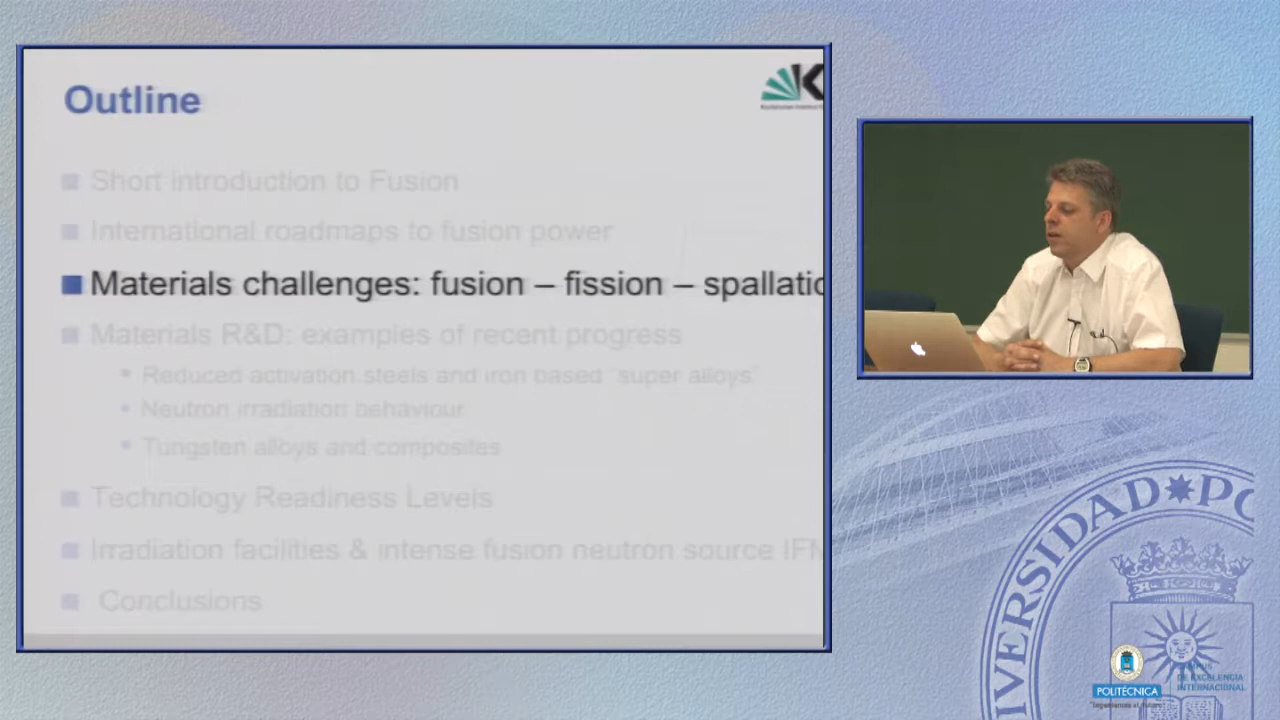 Outline
Short introduction to Fusion
International roadmaps to fusion power
Materials challenges: fusion – fission – spallatio
Materials R&D: examples of recent progress
Reduced activation steels and iron based "super alloys"
Neutron irradiation behaviour
Tungsten alloys and composites
Technology Readiness Levels
Irradiation facilities & intense fusion neutron source IFM
Conclusions
IVERSIDAD PO
DE EXCELENCIA
INTERNACIONAL
POLITÉCNICA